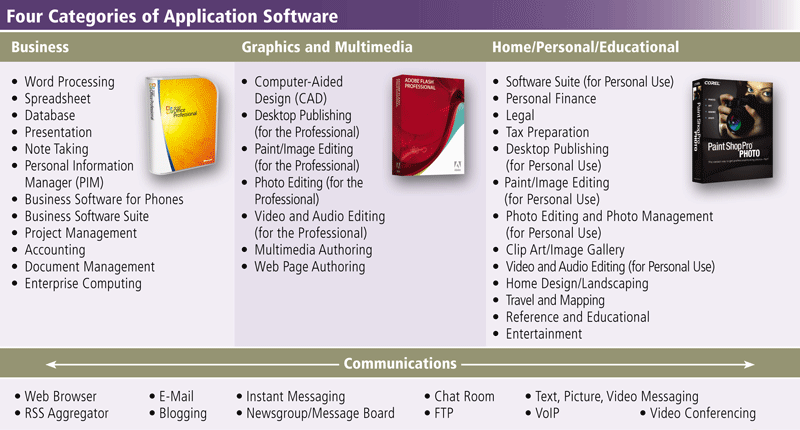 Four Categories of Application Software
Business
• Word Processing
• Spreadsheet
• Database
• Presentation
• Note Taking
• Personal Information
Manager (PIM)
• Business Software for Phones
• Business Software Suite
• Project Management
• Accounting
• Document Management
• Enterprise Computing
Office
Professional
Graphics and Multimedia
• Computer-Aided
Design (CAD)
• Desktop Publishing
(for the Professional)
• Paint/Image Editing
(for the Professional)
• Photo Editing (for the
Professional)
• Video and Audio Editing
(for the Professional)
• Multimedia Authoring
• Web Page Authoring
ADOBE FLASH
PROFESSIONAL
Adobe
Home/Personal/Educational
• Software Suite (for Personal Use)
• Personal Finance
• Legal
• Tax Preparation
• Desktop Publishing
(for Personal Use)
• Paint/Image Editing
(for Personal Use)
• Photo Editing and Photo Management
(for Personal Use)
• Clip Art/Image Gallery
• Video and Audio Editing (for Personal Use)
• Home Design/Landscaping
• Travel and Mapping
• Reference and Educational
• Entertainment
COREL
Paint Shop Pro
PHOTO
Communications
• Web Browser • E-Mail • Instant Messaging • Chat Room • Text, Picture, Video Messaging
• RSS Aggregator • Blogging • Newsgroup/Message Board • FTP • VoIP • Video Conferencing